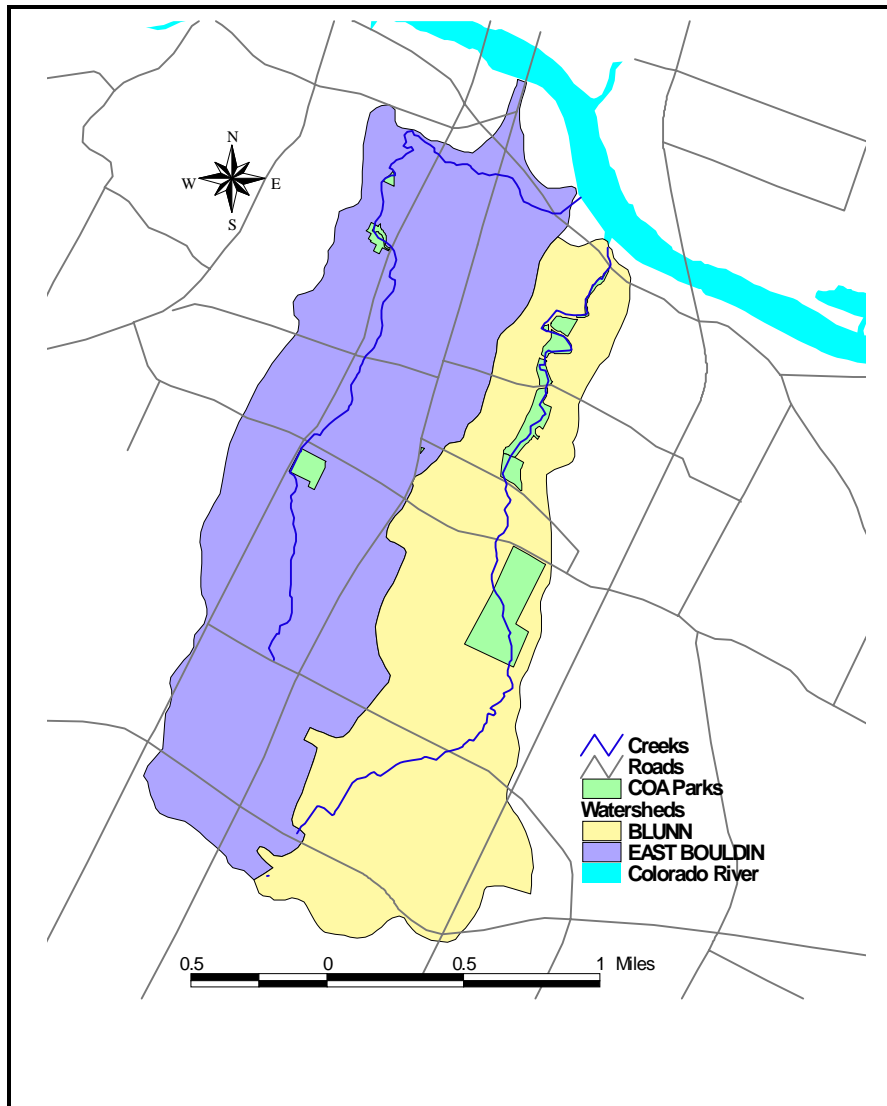 N
W E
S
Creeks
Roads
COA Parks
Watersheds
BLUNN
EAST BOULDIN
Colorado River
0.5 0 0.5 1 Miles